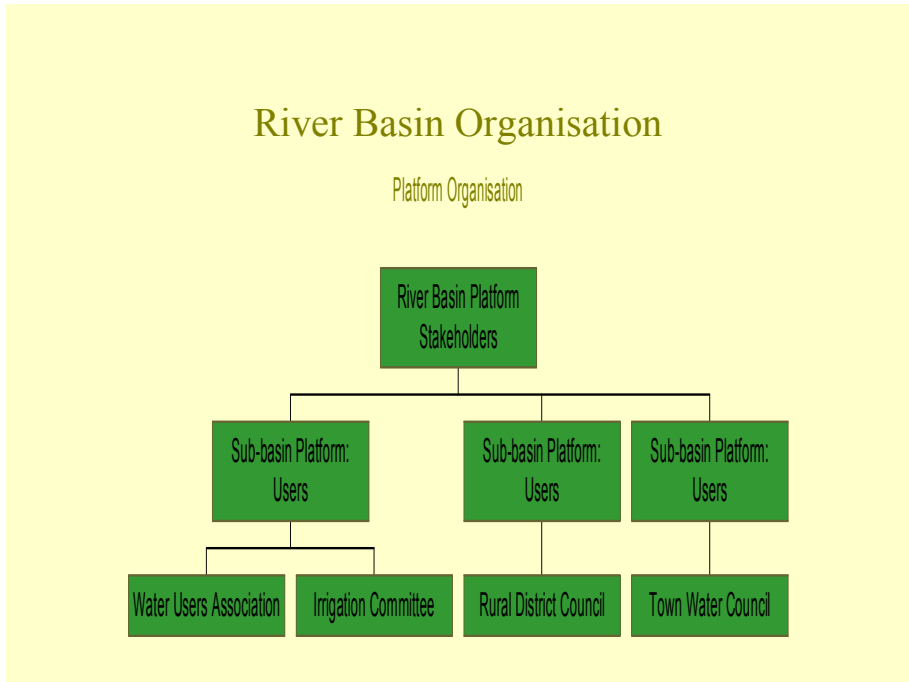 River Basin Organisation
Platform Organisation
River Basin Platform
Stakeholders
Sub-basin Platform:
Users
Sub-basin Platform:
Users
Sub-basin Platform:
Users
Water Users Association
Irrigation Committee
Rural District Council
Town Water Council